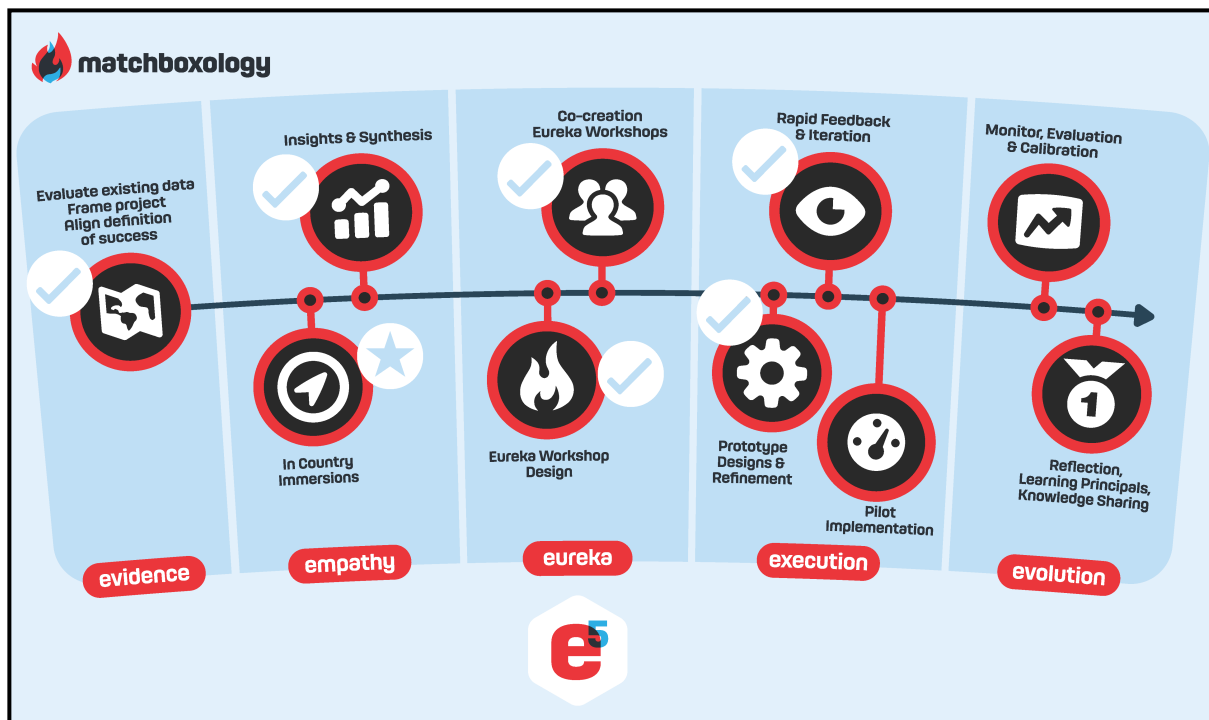 matchboxology
Evaluate existing data
Frame project
Align definition
of success
Insights & Synthesis
In Country
Immersions
Co-creation
Eureka Workshops
Eureka Workshop
Design
Rapid Feedback
& Iteration
Prototype
Designs &
Refinement
Pilot
Implementation
Monitor, Evaluation
& Calibration
1
Reflection,
Learning Principals,
Knowledge Sharing
evidence
empathy
eureka
execution
evolution
e5